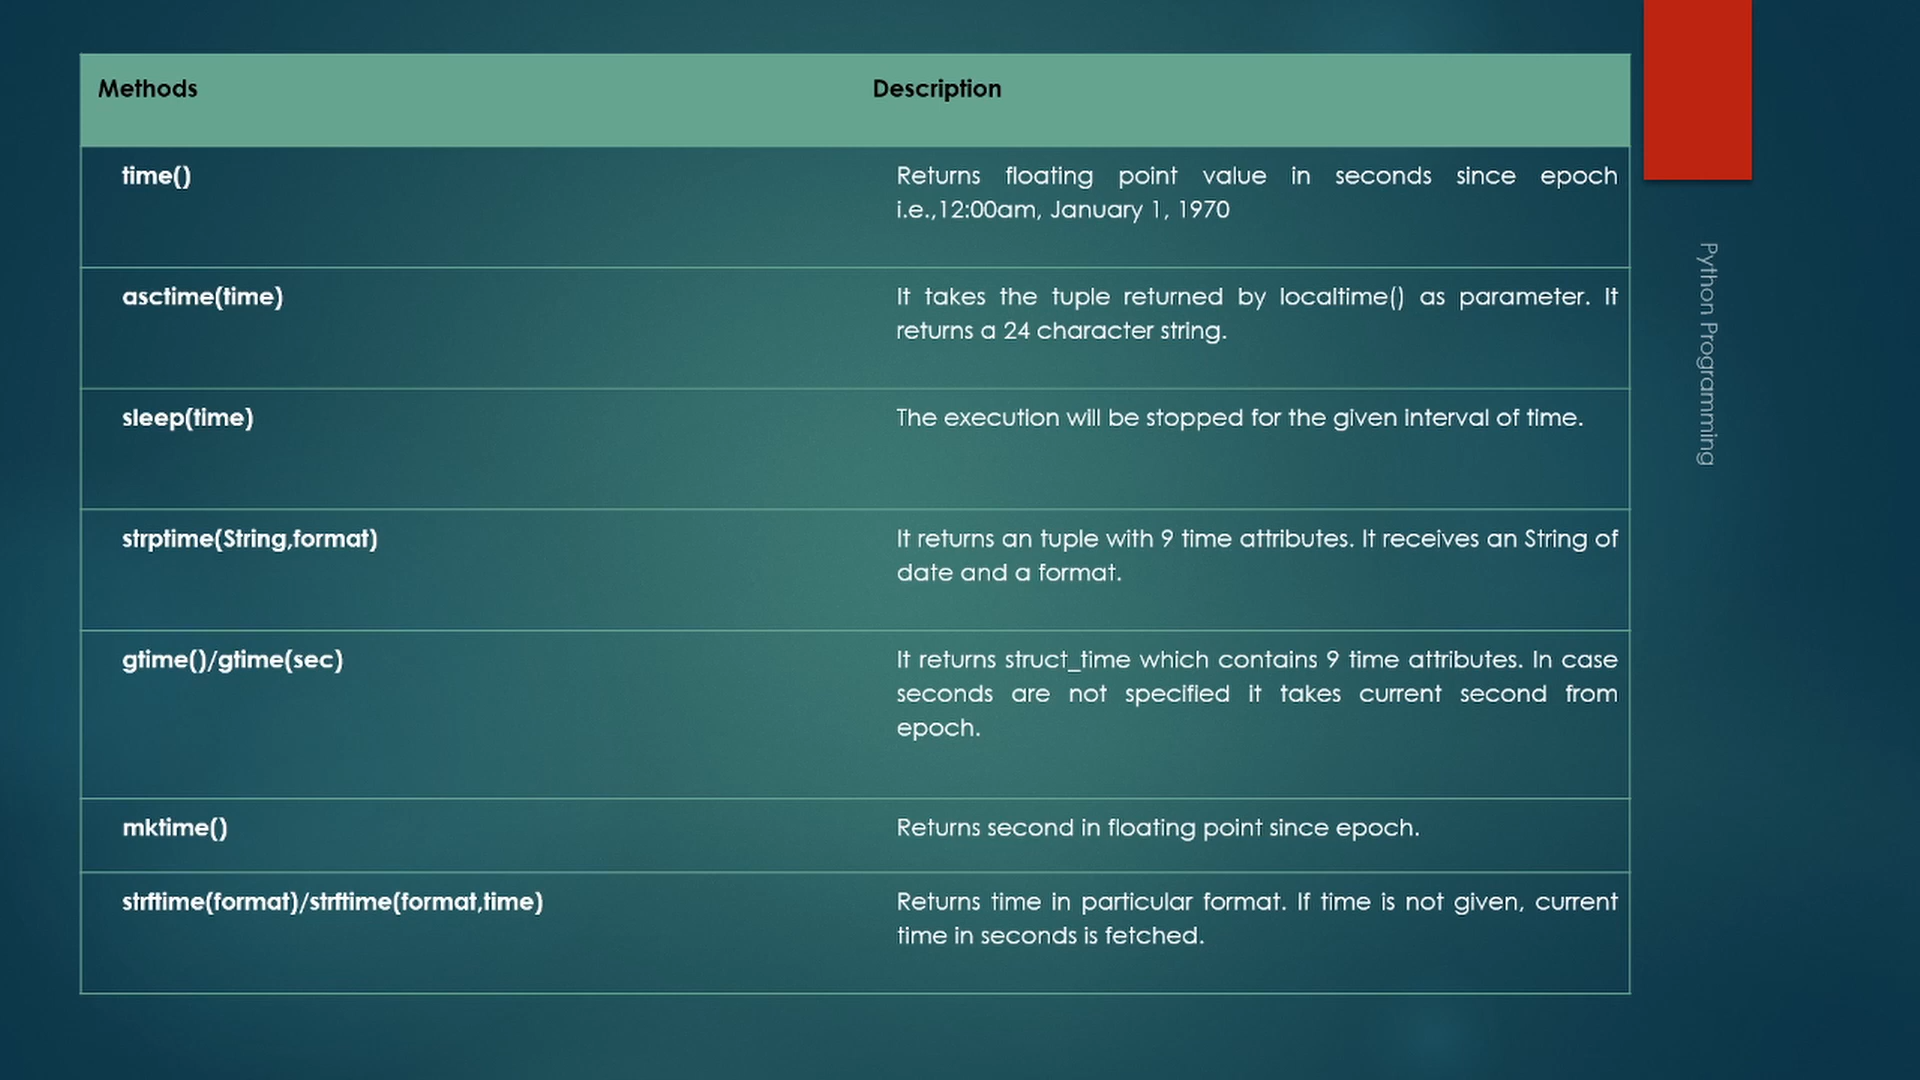 Methods
Description
time()
Returns floating point value in seconds since epoch
i.e.,12:00am, January 1, 1970
asctime(time)
It takes the tuple returned by localtime() as parameter. It
returns a 24 character string.
sleep(time)
The execution will be stopped for the given interval of time.
strptime(String,format)
It returns an tuple with 9 time attributes. It receives an String of
date and a format.
gtime()/gtime(sec)
It returns struct_time which contains 9 time attributes. In case
seconds are not specified it takes current second from
epoch.
mktime()
Returns second in floating point since epoch.
strftime(format)/strftime(format,time)
Returns time in particular format. If time is not given, current
time in seconds is fetched.
Python Programming